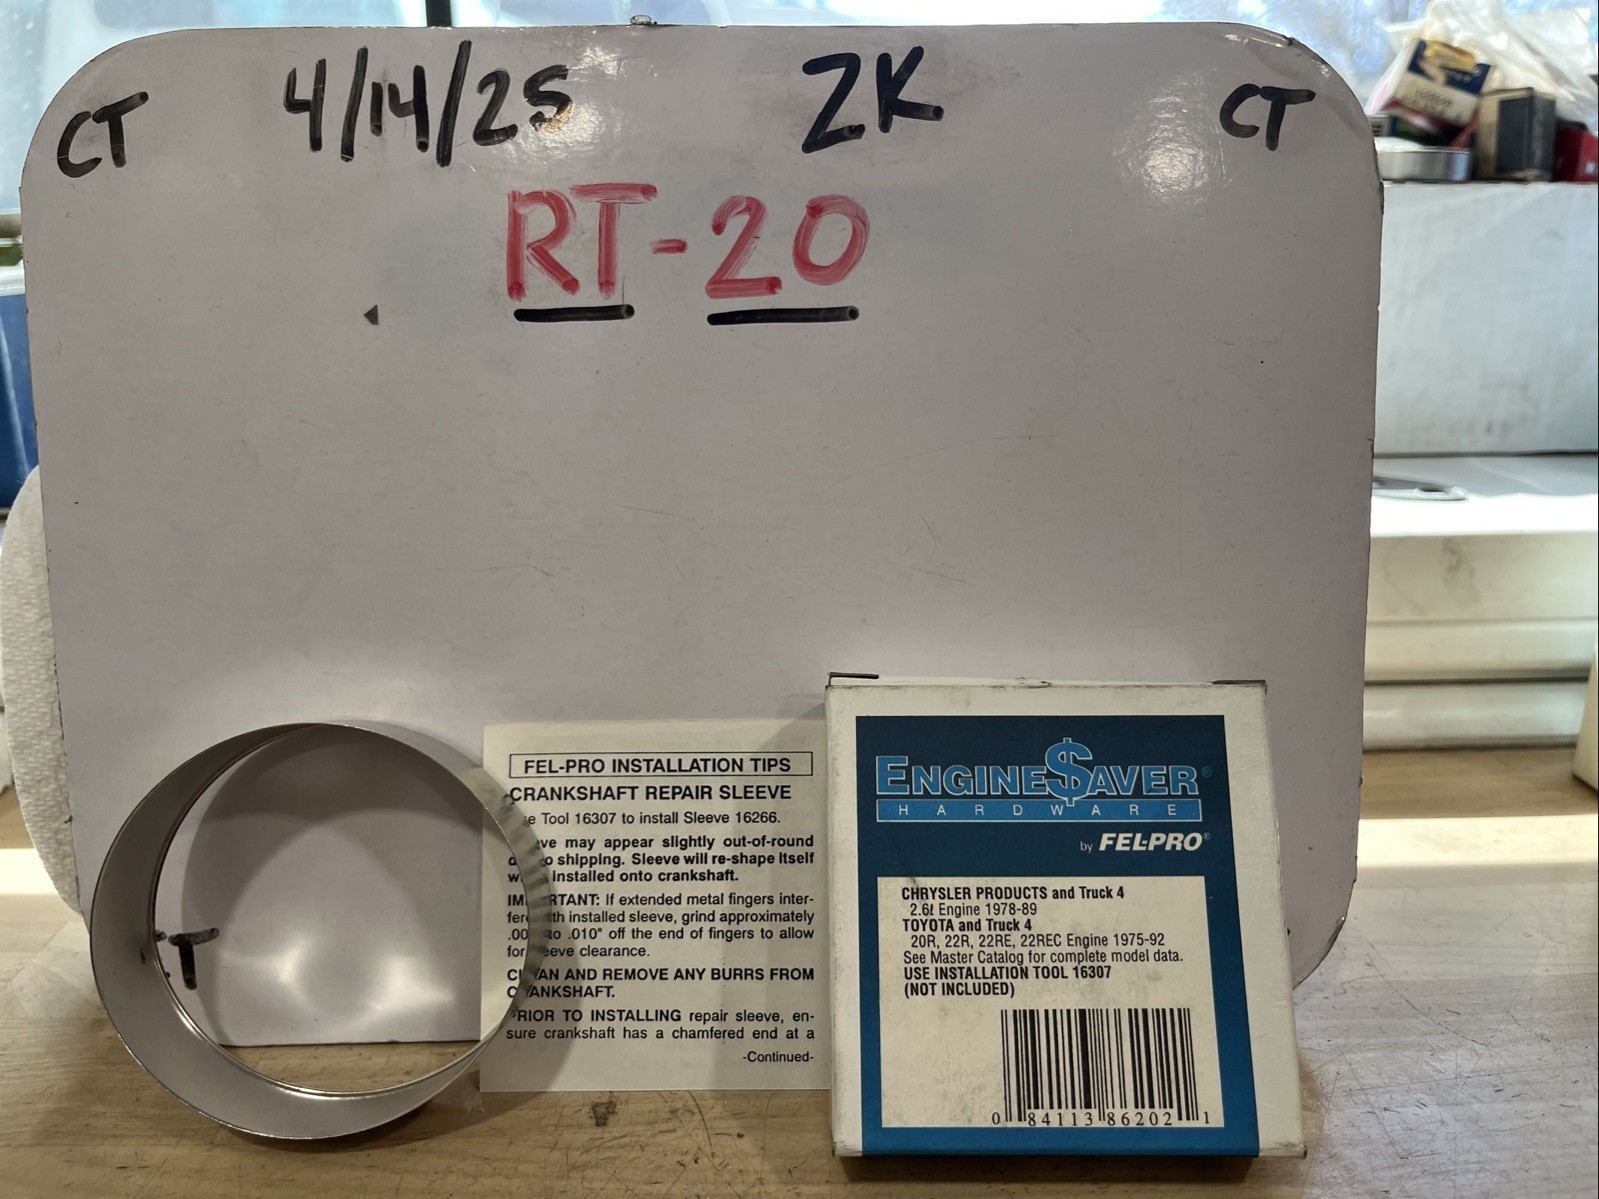 CT 4/14/25 ZK CT
RT-20
FEL-PRO INSTALLATION TIPS
CRANKSHAFT REPAIR SLEEVE
Tool 16307 to install Sleeve 16266.
may appear slightly out-of-round
shipping. Sleeve will re-shape itself
installed onto crankshaft.
If extended metal fingers inter-
installed sleeve, grind approximately
.010" off the end of fingers to allow
clearance.
AND REMOVE ANY BURRS FROM
TO INSTALLING repair sleeve, en-
sure crankshaft has a chamfered end at a
-Continued-
ENGINE$AVER®
HARDWARE
by FEL-PRO®
CHRYSLER PRODUCTS and Truck 4
2.6ℓ Engine 1978-89
TOYOTA and Truck 4
20R, 22R, 22RE, 22REC Engine 1975-92
See Master Catalog for complete model data.
USE INSTALLATION TOOL 16307
(NOT INCLUDED)
0 84113 86202 1